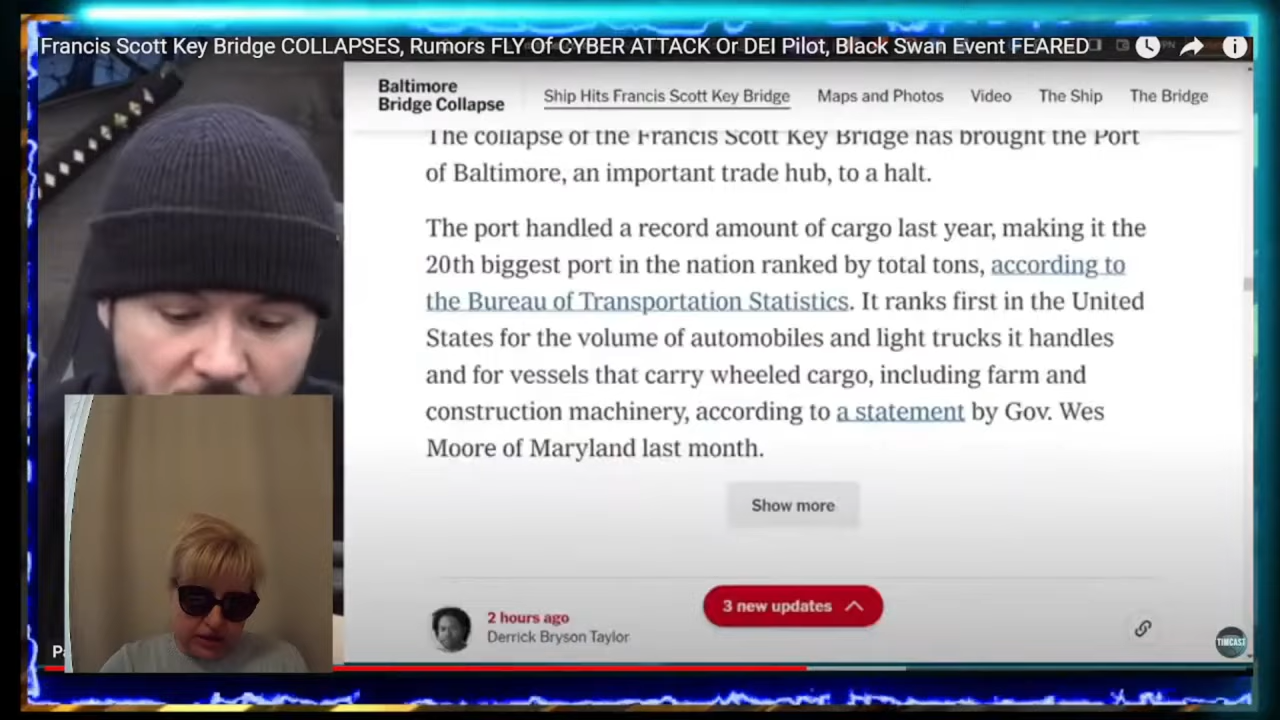 Francis Scott Key Bridge COLLAPSES, Rumors FLY Of CYBER ATTACK Or DEI Pilot, Black Swan Event FEARED
Baltimore
Bridge Collapse
Ship Hits Francis Scott Key Bridge
Maps and Photos
Video
The Ship
The Bridge
The collapse of the Francis Scott Key Bridge has brought the Port
of Baltimore, an important trade hub, to a halt.
The port handled a record amount of cargo last year, making it the
20th biggest port in the nation ranked by total tons, according to
the Bureau of Transportation Statistics. It ranks first in the United
States for the volume of automobiles and light trucks it handles
and for vessels that carry wheeled cargo, including farm and
construction machinery, according to a statement by Gov. Wes
Moore of Maryland last month.
Show more
3 new updates
2 hours ago
Derrick Bryson Taylor
TIMCAST